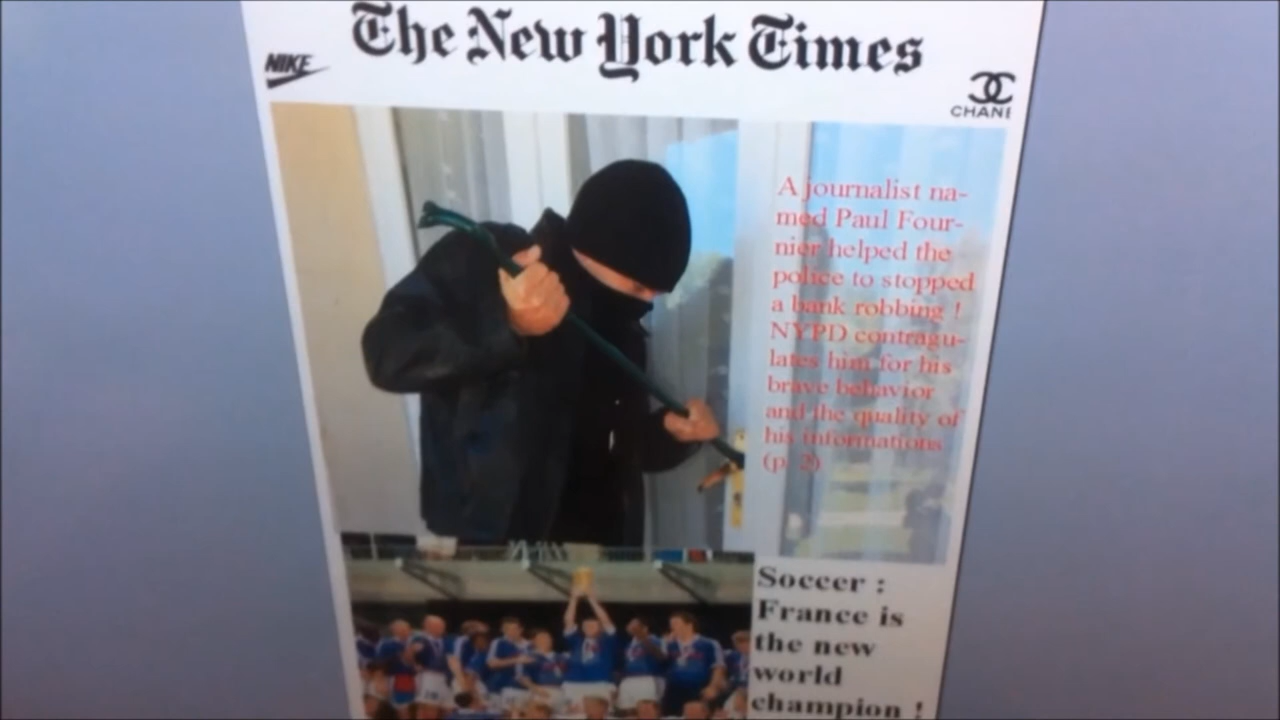 The New York Times
NIKE
CHANE
A journalist na-
med Paul Four-
nier helped the
police to stopped
a bank robbing !
NYPD contragu-
lates him for his
brave behavior
and the quality of
his informations
(p. 2)
Soccer :
France is
the new
world
champion !